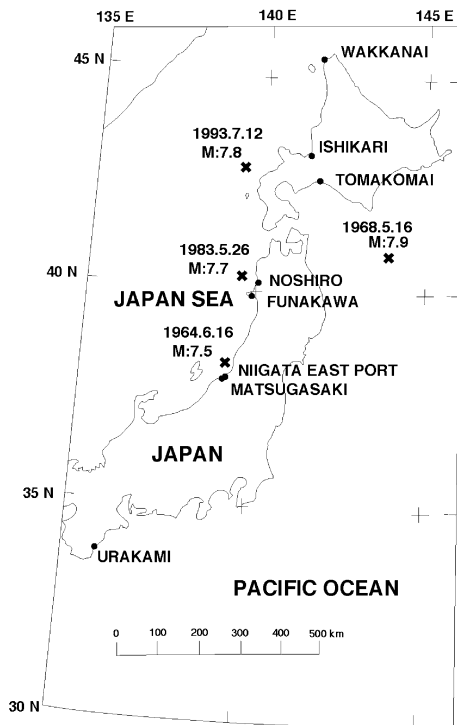 135 E 140 E 145 E
45 N
WAKKANAI
1993.7.12
M:7.8
ISHIKARI
TOMAKOMAI
1968.5.16
M:7.9
1983.5.26
M:7.7
40 N
NOSHIRO
JAPAN SEA
FUNAKAWA
1964.6.16
M:7.5
NIIGATA EAST PORT
MATSUGASAKI
JAPAN
35 N
URAKAMI
PACIFIC OCEAN
0 100 200 300 400 500 km
30 N